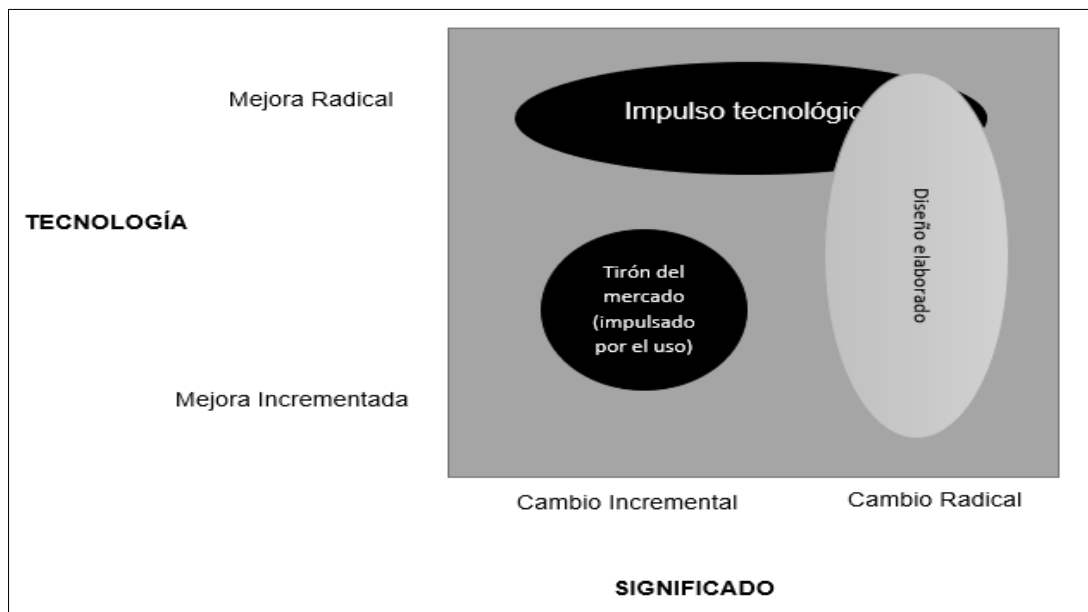 Mejora Radical
Impulso tecnológic
TECNOLOGÍA
Diseño elaborado
Tirón del
mercado
(impulsado
por el uso)
Mejora Incrementada
Cambio Incremental
Cambio Radical
SIGNIFICADO